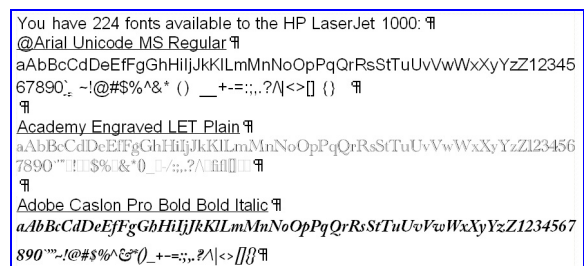 You have 224 fonts available to the HP LaserJet 1000: ¶
@Arial Unicode MS Regular ¶
aAbBcCdDeEfFgGhHiIjJkKlLmMnNoOpPqQrRsStTuUvVwWxXyYzZ12345
67890`¸ ~!@#$%^&* () __+-=:;,.?/\|<>[] {} ¶
¶
Academy Engraved LET Plain ¶
aAbBcCdDeEfFgGhHiIjJkKlLmMnNoOpPqQrRsStTuUvVwWxXyYzZ123456
¶
Adobe Caslon Pro Bold Bold Italic ¶
aAbBcCdDeEfFgGhHiIjJkKlLmMnNoOpPqQrRsStTuUvVwWxXyYzZ1234567
890`""~!@#$%^&*()_+-=:;,.?/\|<>[]{} ¶